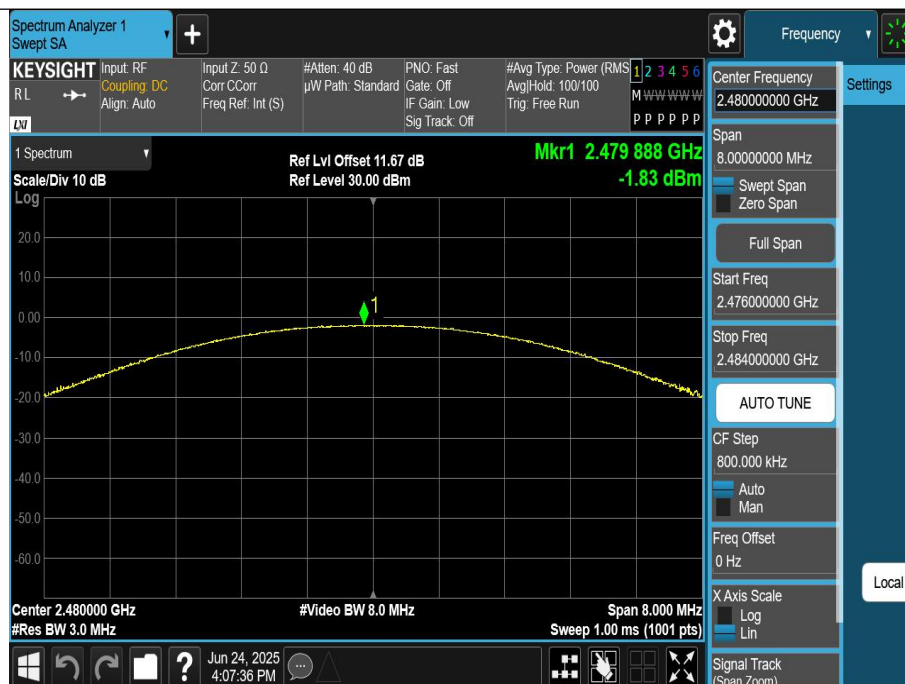 Spectrum Analyzer 1
Swept SA
Frequency
KEYSIGHT
RL
LXI
Input: RF
Coupling: DC
Align: Auto
Input Z: 50 Ω
Corr CCorr
Freq Ref: Int (S)
#Atten: 40 dB
µW Path: Standard
PNO: Fast
Gate: Off
IF Gain: Low
Sig Track: Off
#Avg Type: Power (RMS
Avg|Hold: 100/100
Trig: Free Run
1 2 3 4 5 6
M W W W W W
P P P P P P
1 Spectrum
Scale/Div 10 dB
Log
Ref Lvl Offset 11.67 dB
Ref Level 30.00 dBm
Mkr1 2.479 888 GHz
-1.83 dBm
20.0
10.0
0.00
-10.0
-20.0
-30.0
-40.0
-50.0
-60.0
1
Center 2.480000 GHz
#Res BW 3.0 MHz
#Video BW 8.0 MHz
Span 8.000 MHz
Sweep 1.00 ms (1001 pts)
Jun 24, 2025
4:07:36 PM
Center Frequency
2.480000000 GHz
Settings
Span
8.00000000 MHz
Swept Span
Zero Span
Full Span
Start Freq
2.476000000 GHz
Stop Freq
2.484000000 GHz
AUTO TUNE
CF Step
800.000 kHz
Auto
Man
Freq Offset
0 Hz
Local
X Axis Scale
Log
Lin
Signal Track
(Span Zoom)